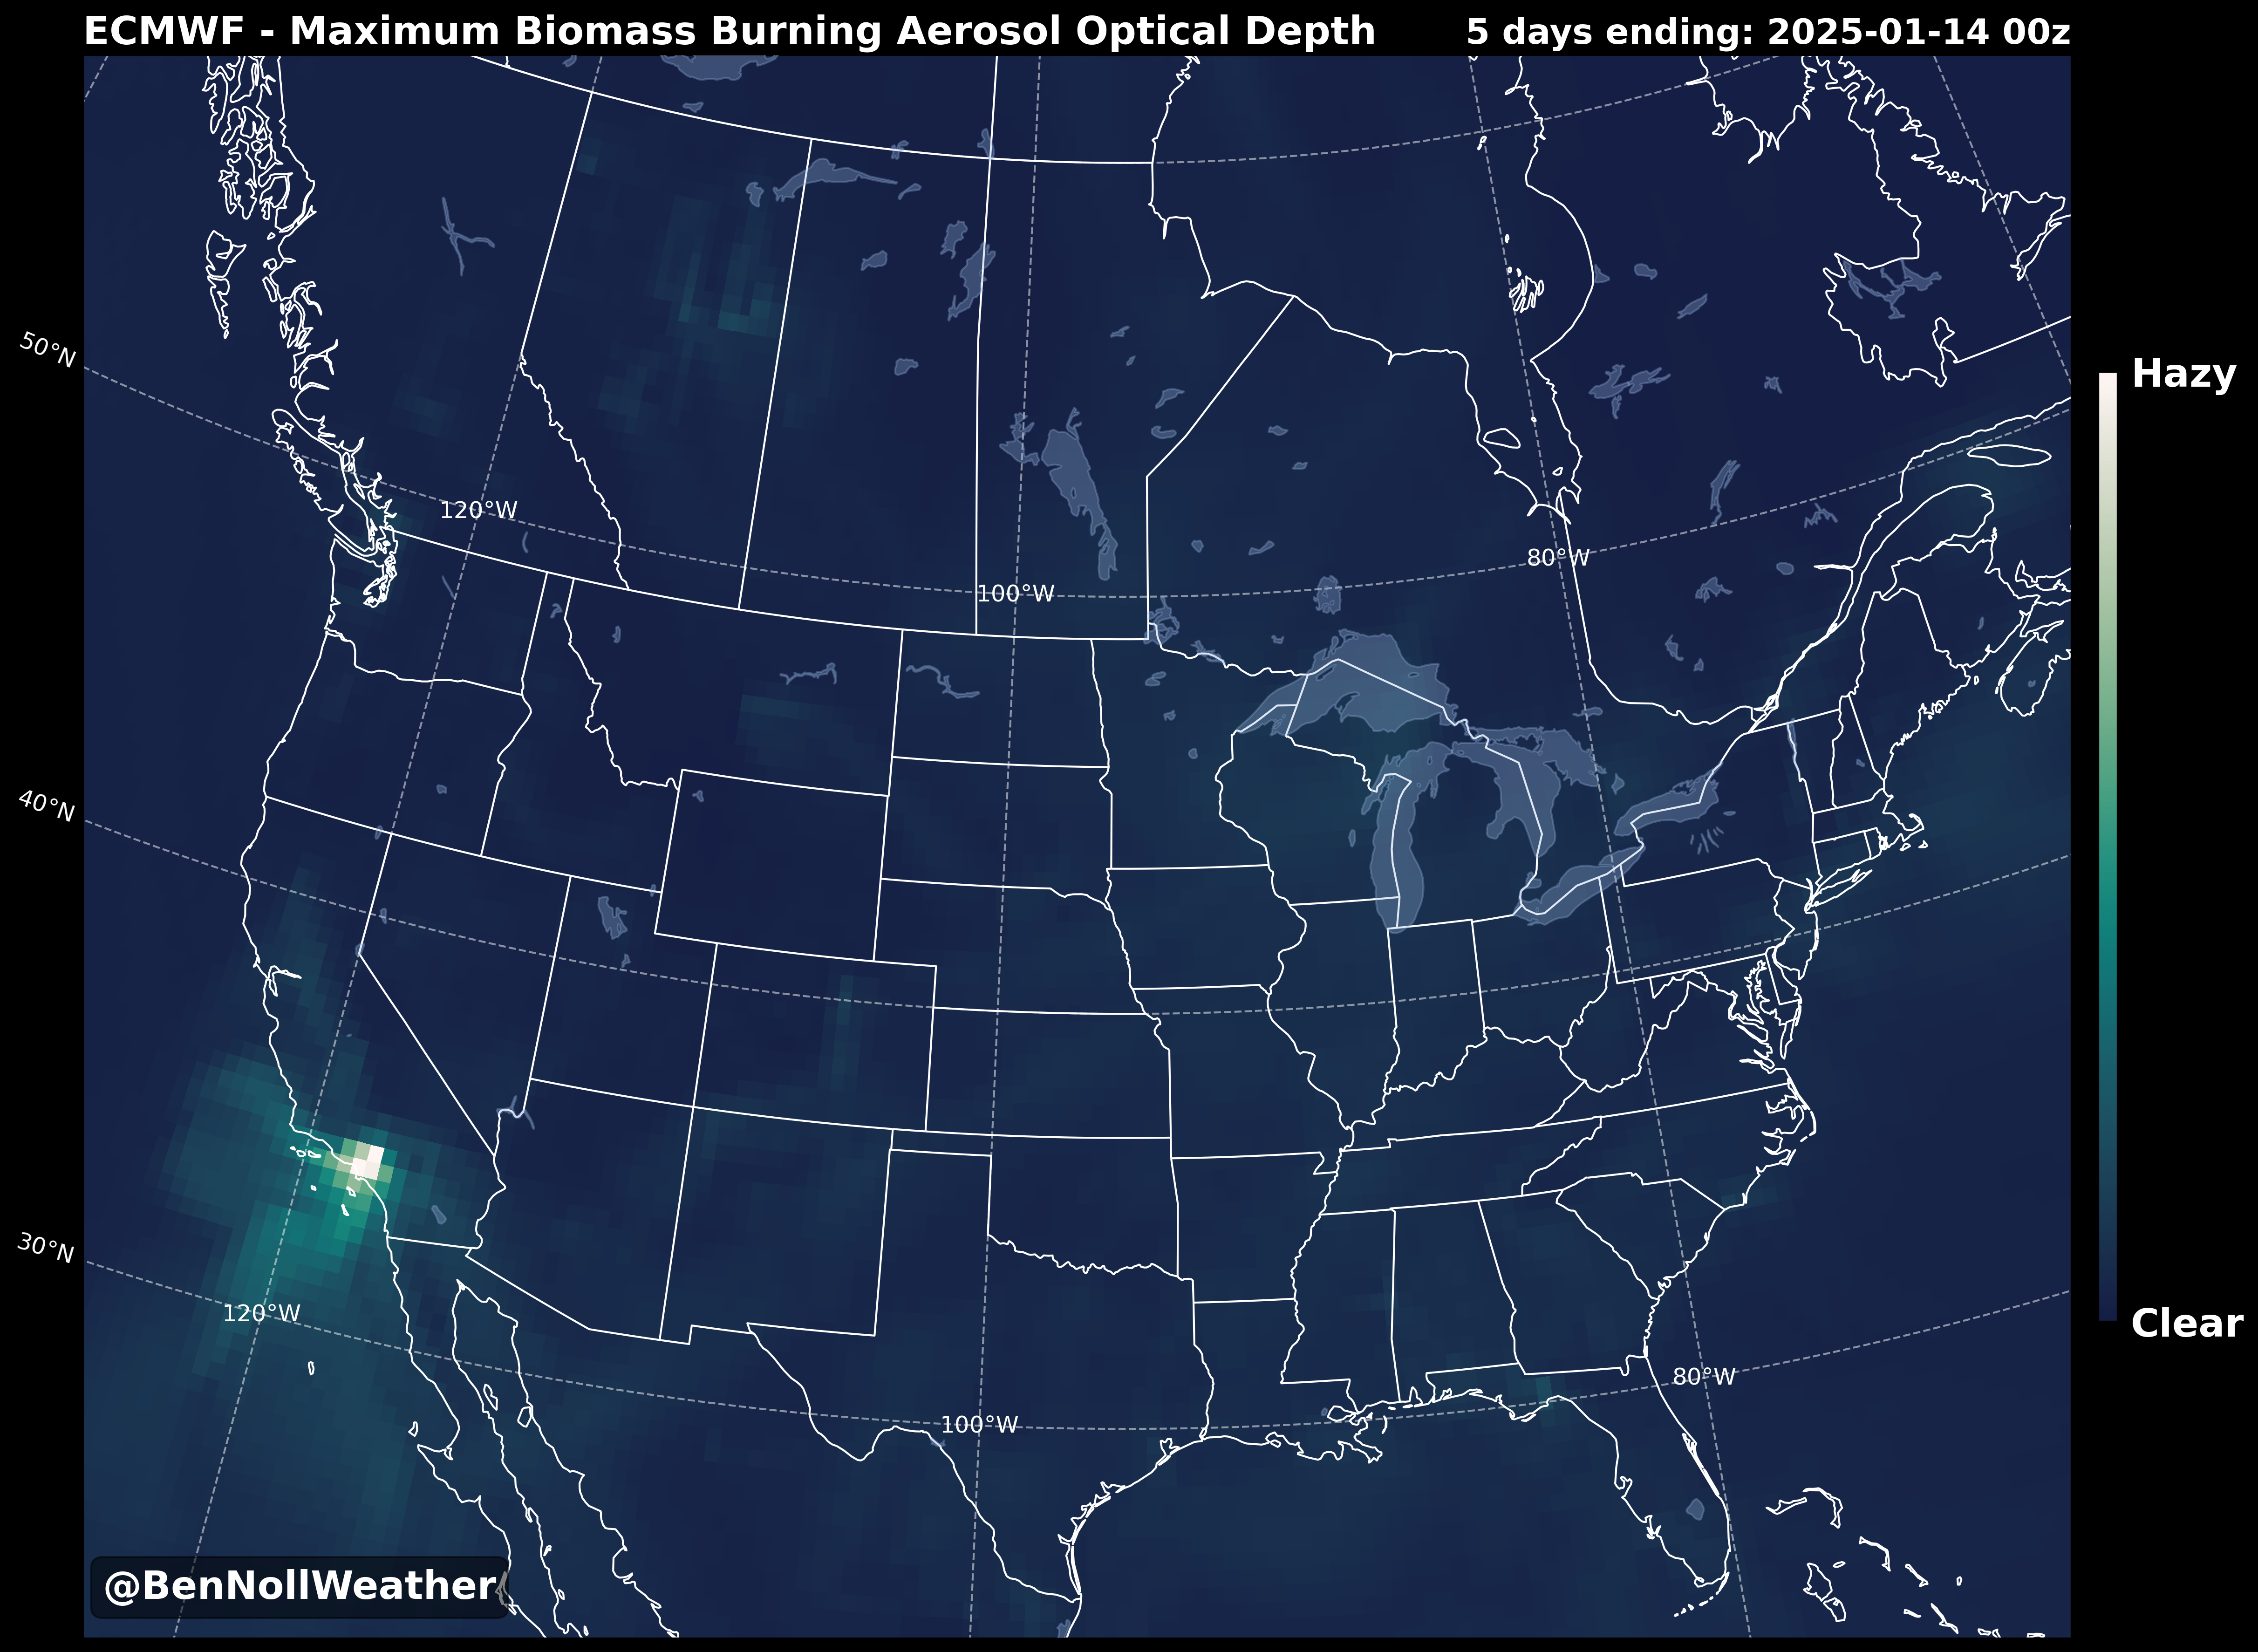 ECMWF - Maximum Biomass Burning Aerosol Optical Depth
5 days ending: 2025-01-14 00z
50°N
Hazy
120°W
80°W
100°W
40°N
30°N
120°W
Clear
80°W
100°W
@BenNollWeather